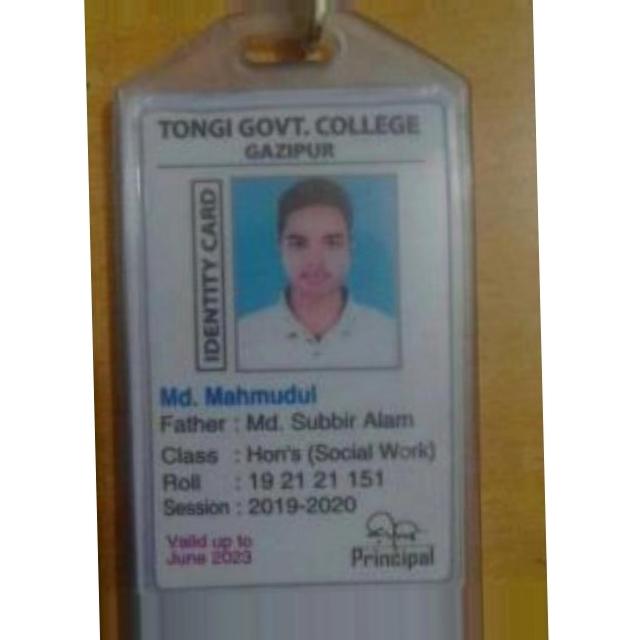 TONGI GOVT. COLLEGE
GAZIPUR
IDENTITY CARD
Md. Mahmudul
Father : Md. Subbir Alam
Class : Hon's (Social Work)
Roll : 19 21 21 151
Session : 2019-2020
Valid up to
June 2023
Principal